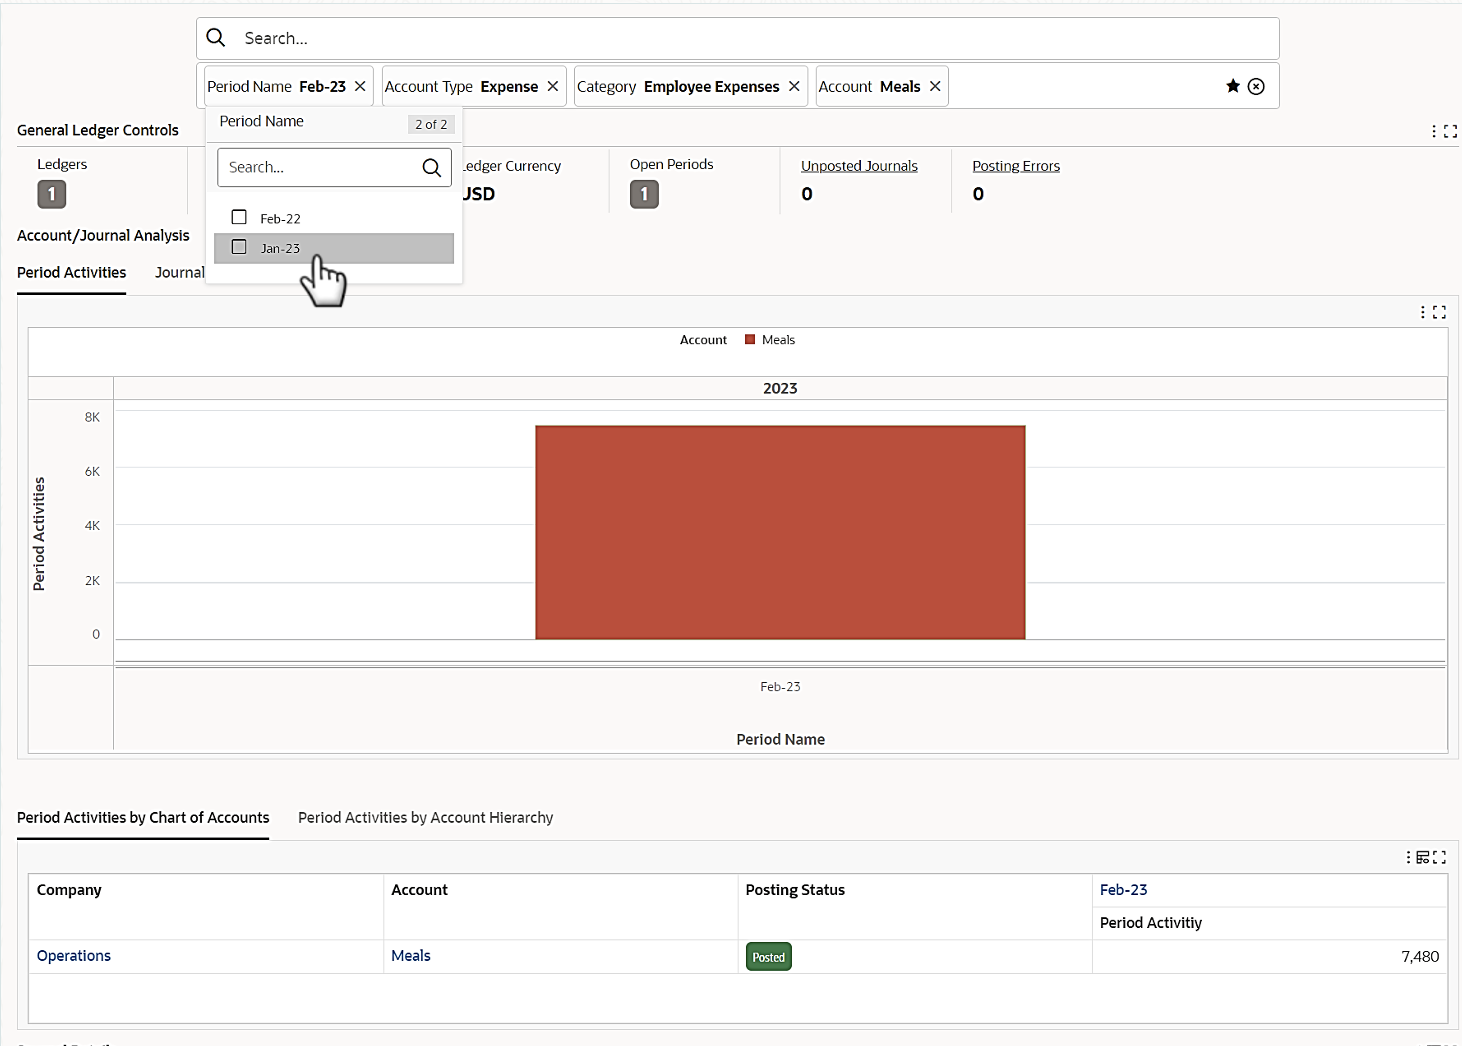 Search...
Period Name Feb-23 Account Type Expense Category Employee Expenses Account Meals
Period Name 2 of 2
General Ledger Controls
Search...
Feb-22
Jan-23
Ledgers
1
Ledger Currency
USD
Open Periods
1
Unposted Journals
0
Posting Errors
0
Account/Journal Analysis
Period Activities Journal
Account Meals
2023
8K
6K
4K
2K
0
Period Activities
Feb-23
Period Name
Period Activities by Chart of Accounts Period Activities by Account Hierarchy
Company Account Posting Status Feb-23
Period Activitiy
Operations Meals Posted 7,480